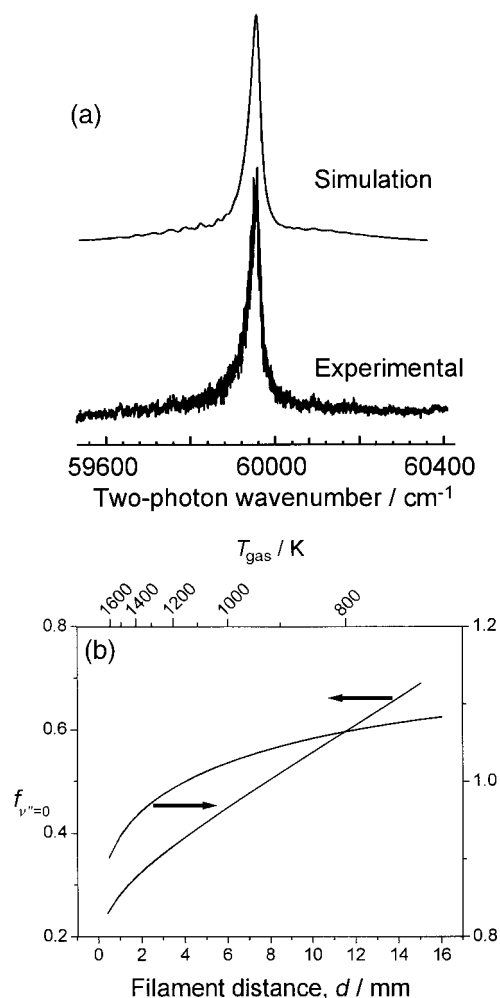 (a)
Simulation
Experimental
59600 60000 60400
Two-photon wavenumber / cm⁻¹
T_gas / K
1600 1400 1200 1000 800
0.8 (b) 1.2
0.6
f_ν"=0 1.0
0.4
0.2 0.8
0 2 4 6 8 10 12 14 16
Filament distance, d / mm